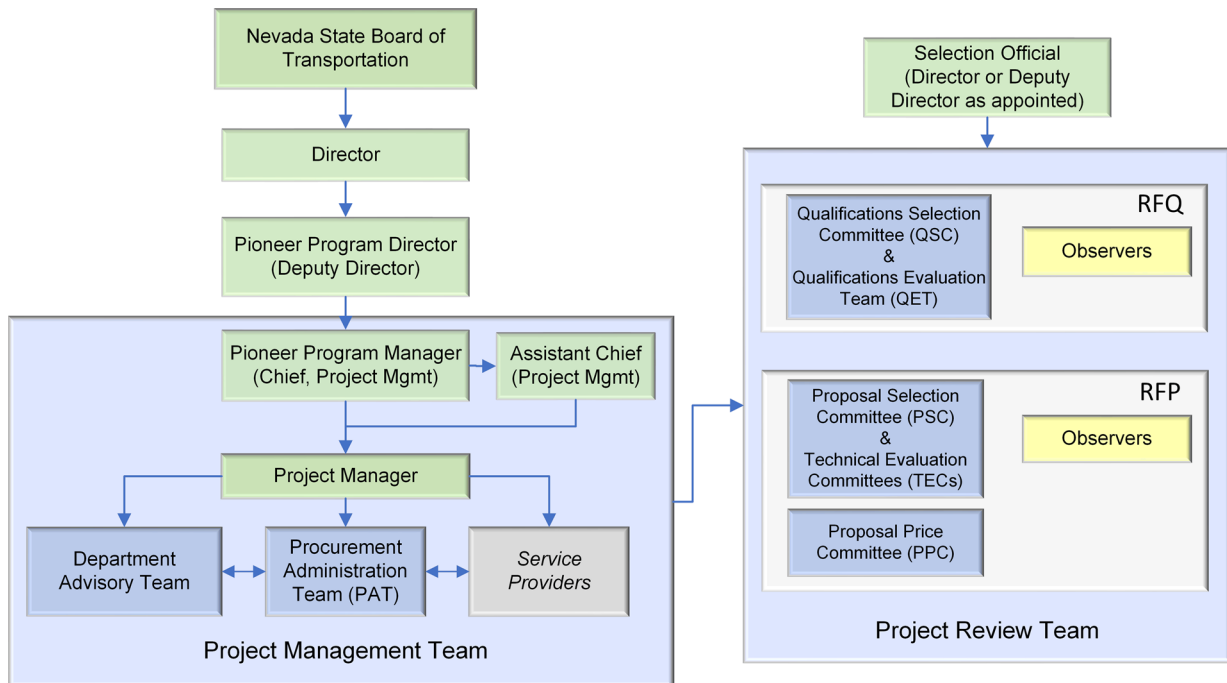 Nevada State Board of
Transportation
Director
Pioneer Program Director
(Deputy Director)
Pioneer Program Manager
(Chief, Project Mgmt)
Assistant Chief
(Project Mgmt)
Project Manager
Department
Advisory Team
Procurement
Administration
Team (PAT)
Service
Providers
Project Management Team
Selection Official
(Director or Deputy
Director as appointed)
RFQ
Qualifications Selection
Committee (QSC)
&
Qualifications Evaluation
Team (QET)
Observers
RFP
Proposal Selection
Committee (PSC)
&
Technical Evaluation
Committees (TECs)
Observers
Proposal Price
Committee (PPC)
Project Review Team